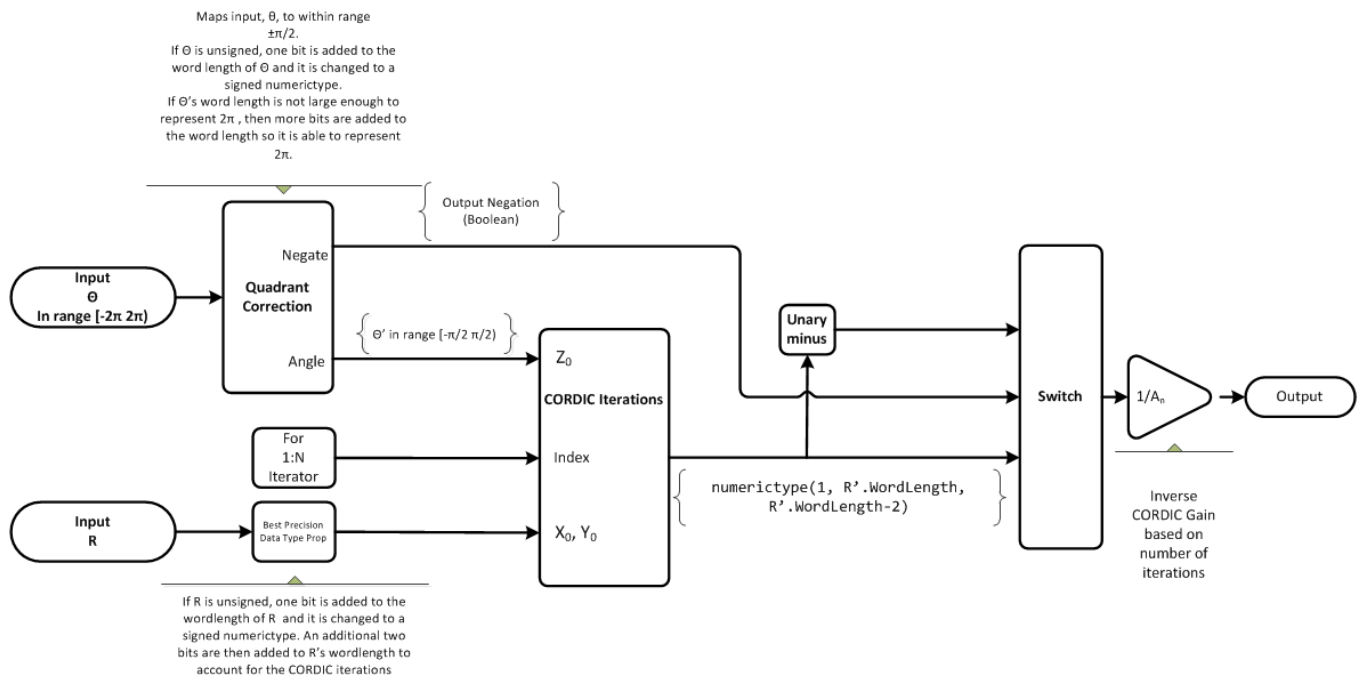 Maps input, θ, to within range
±π/2.
If Θ is unsigned, one bit is added to the
word length of Θ and it is changed to a
signed numerictype.
If Θ's word length is not large enough to
represent 2π , then more bits are added to
the word length so it is able to represent
2π.
Output Negation
(Boolean)
Negate
Quadrant
Correction
Angle
Input
Θ
In range [-2π 2π)
Θ’ in range [-π/2 π/2)
Unary
minus
Z₀
CORDIC Iterations
Index
X₀, Y₀
Switch
1/Aₙ
Output
For
1:N
Iterator
numerictype(1, R’.WordLength,
R’.WordLength-2)
Input
R
Best Precision
Data Type Prop
Inverse
CORDIC Gain
based on
number of
iterations
If R is unsigned, one bit is added to the
wordlength of R and it is changed to a
signed numerictype. An additional two
bits are then added to R’s wordlength to
account for the CORDIC iterations